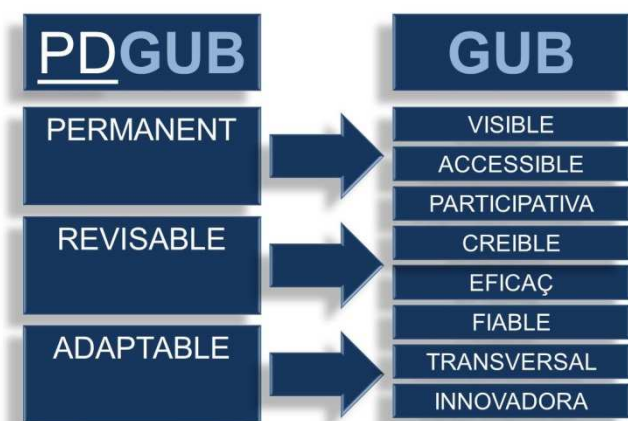 PDGUB
PERMANENT
REVISABLE
ADAPTABLE
GUB
VISIBLE
ACCESSIBLE
PARTICIPATIVA
CREIBLE
EFICAÇ
FIABLE
TRANSVERSAL
INNOVADORA